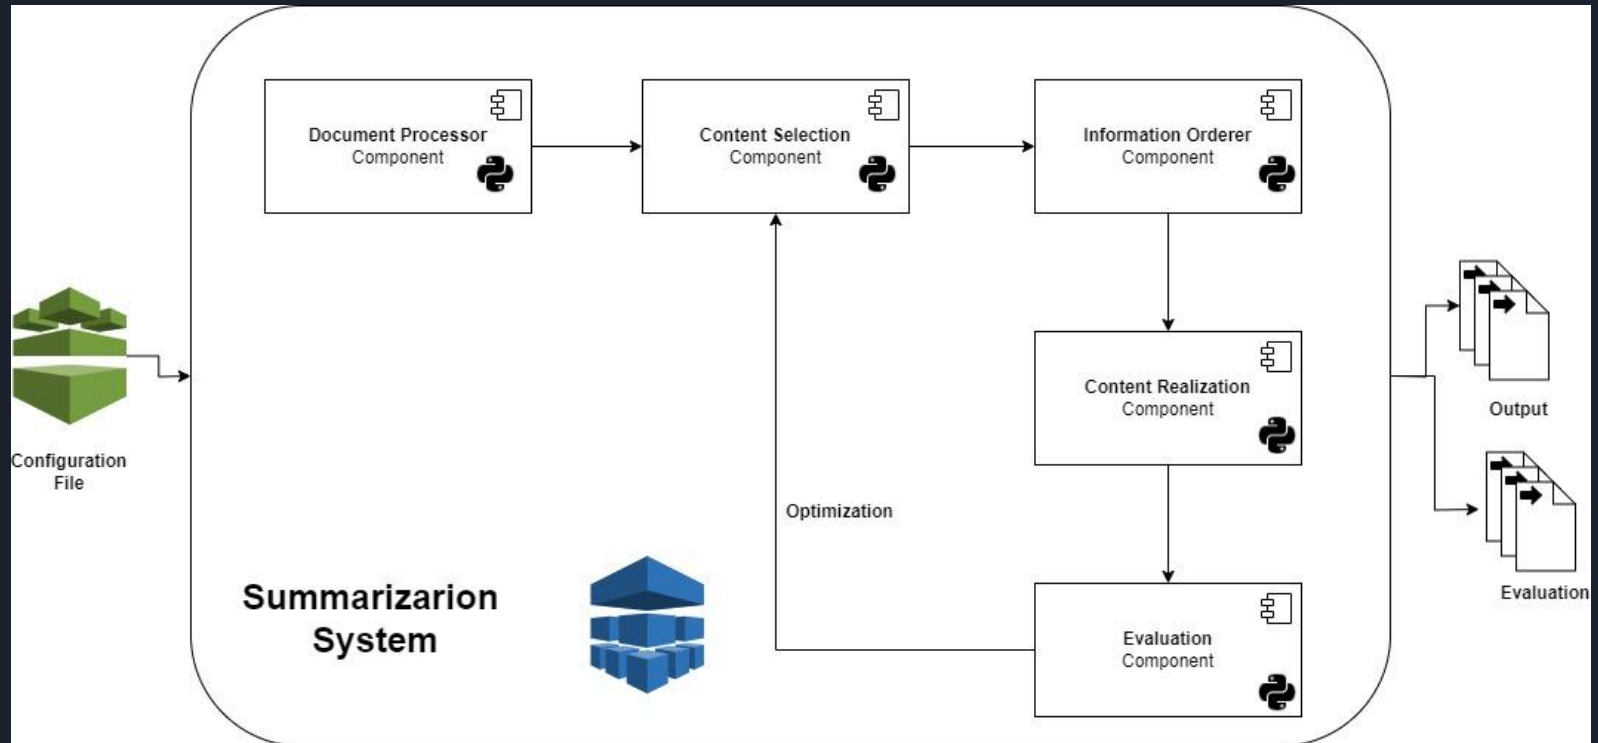 Document Processor
Component
Content Selection
Component
Information Orderer
Component
Content Realization
Component
Output
Configuration
File
Optimization
Evaluation
Summarizarion
System
Evaluation
Component